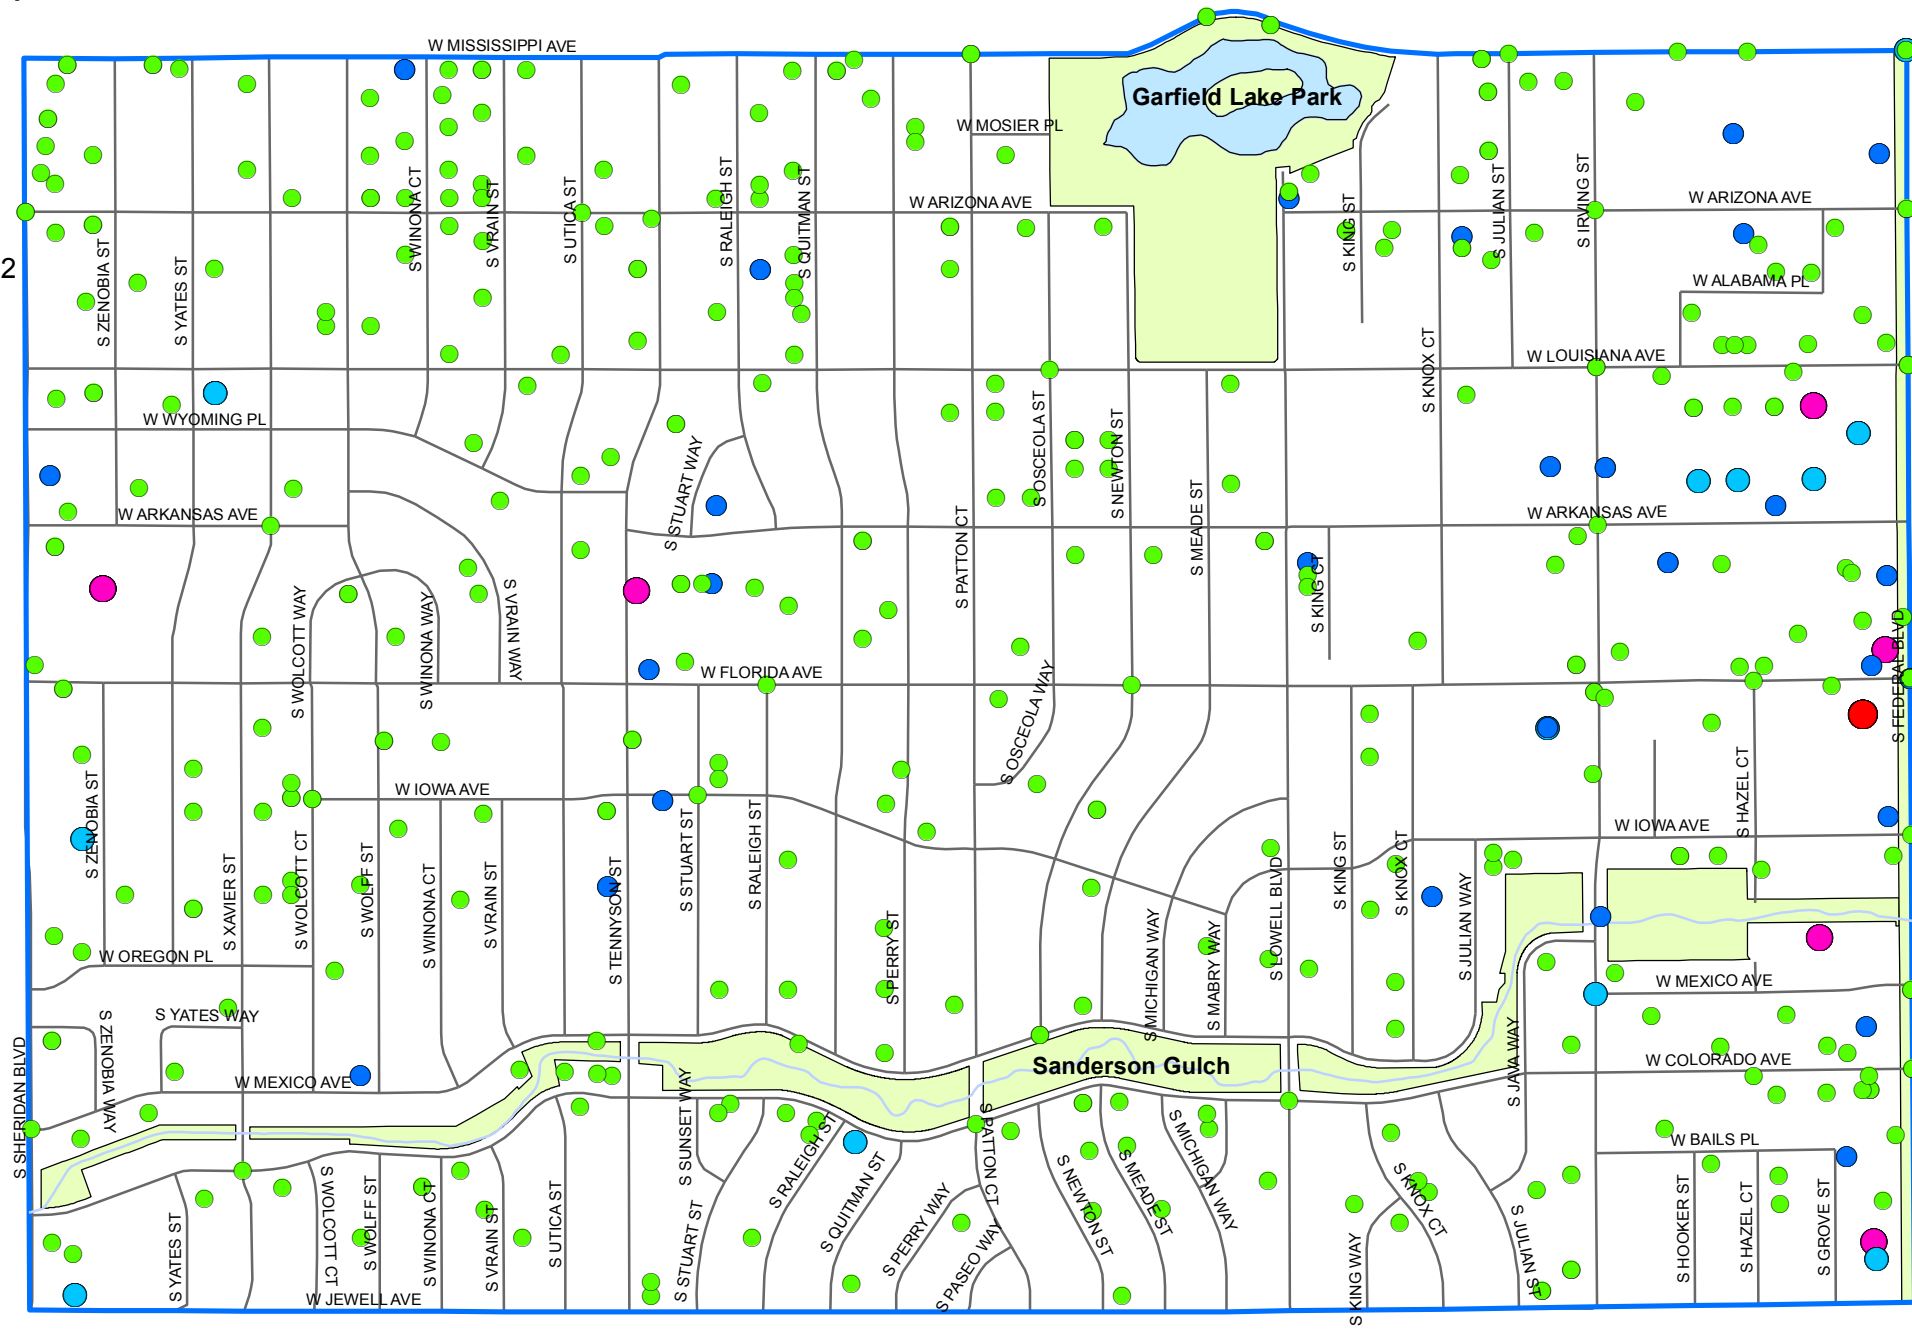 W MISSISSIPPI AVE
Garfield Lake Park
W MOSIER PL
S WINONA CT
S VRAIN ST
S UTICA ST
S RALEIGH ST
S QUITMAN ST
W ARIZONA AVE
S KING ST
S JULIAN ST
S IRVING ST
W ARIZONA AVE
2
S ZENOBIA ST
S YATES ST
W ALABAMA PL
S KNOX CT
W LOUISIANA AVE
W WYOMING PL
S STUART WAY
S OSCEOLA ST
S NEWTON ST
S MEADE ST
W ARKANSAS AVE
S PATTON CT
W ARKANSAS AVE
S WOLCOTT WAY
S WINONA WAY
S VRAIN WAY
S KING CT
W FLORIDA AVE
S OSCEOLA WAY
S FEDERAL BLVD
S ZENOBIA ST
W IOWA AVE
S STUART ST
S RALEIGH ST
W IOWA AVE
S HAZEL CT
S XAVIER ST
S WOLCOTT CT
S WOLFF ST
S WINONA CT
S VRAIN ST
S TENNYSON ST
S PERRY ST
S MICHIGAN WAY
S MABRY WAY
S LOWELL BLVD
S KING ST
S KNOX CT
S JULIAN WAY
W OREGON PL
W MEXICO AVE
S YATES WAY
S ZENOBIA WAY
S SHERIDAN BLVD
W MEXICO AVE
Sanderson Gulch
S JAVA WAY
W COLORADO AVE
S SUNSET WAY
S RALEIGH ST
S PATTON CT
S MICHIGAN WAY
W BAILS PL
S YATES ST
S WOLCOTT CT
S WOLFF ST
S WINONA CT
S VRAIN ST
S UTICA ST
S STUART ST
S QUITMAN ST
S PERRY WAY
S PASEO WAY
S NEWTON ST
S MEADE ST
S KING WAY
S KNOX CT
S JULIAN ST
S HOOKER ST
S HAZEL CT
S GROVE ST
W JEWELL AVE